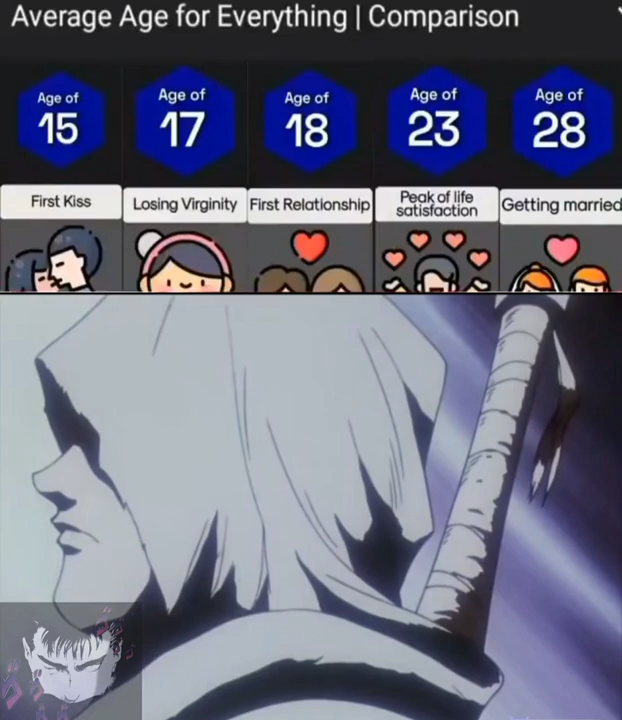 Average Age for Everything | Comparison
Age of
15
Age of
17
Age of
18
Age of
23
Age of
28
First Kiss
Losing Virginity
First Relationship
Peak of life
satisfaction
Getting married